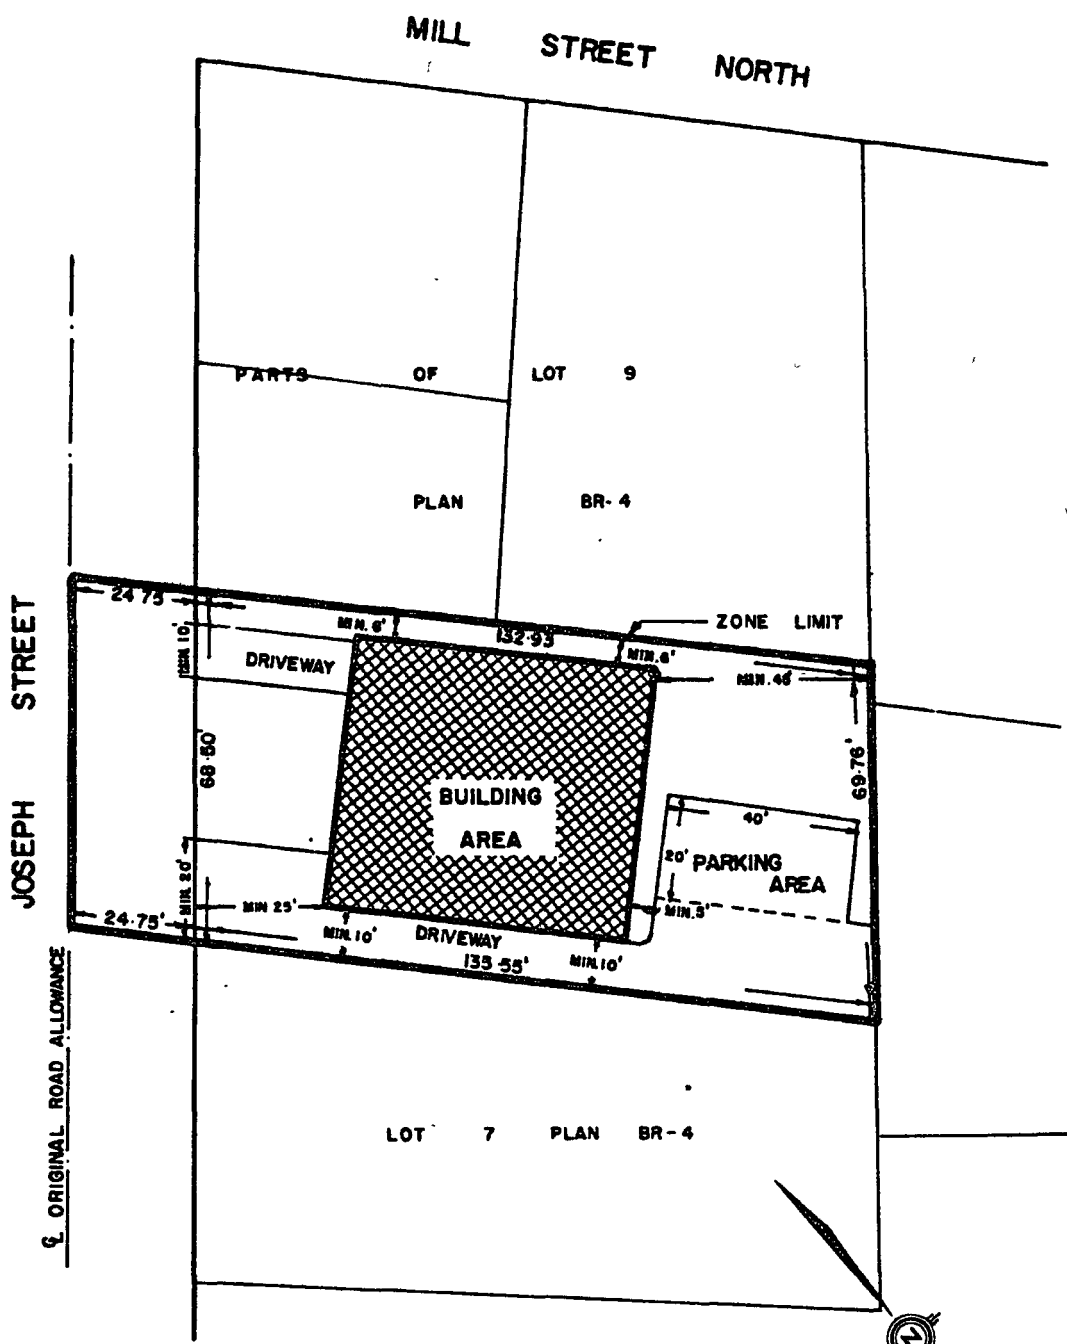 MILL STREET NORTH
PARTS OF LOT 9
PLAN BR-4
24.75
MIN. 6'
132.93
ZONE LIMIT
MIN. 10'
DRIVEWAY
MIN. 6'
68.50'
69.76'
JOSEPH STREET
BUILDING
AREA
40'
20'
PARKING
AREA
MIN. 20'
MIN 25'
MIN. 5'
24.75'
MIN. 10'
DRIVEWAY
135.55'
MIN. 10'
℄ ORIGINAL ROAD ALLOWANCE
LOT 7 PLAN BR-4
N